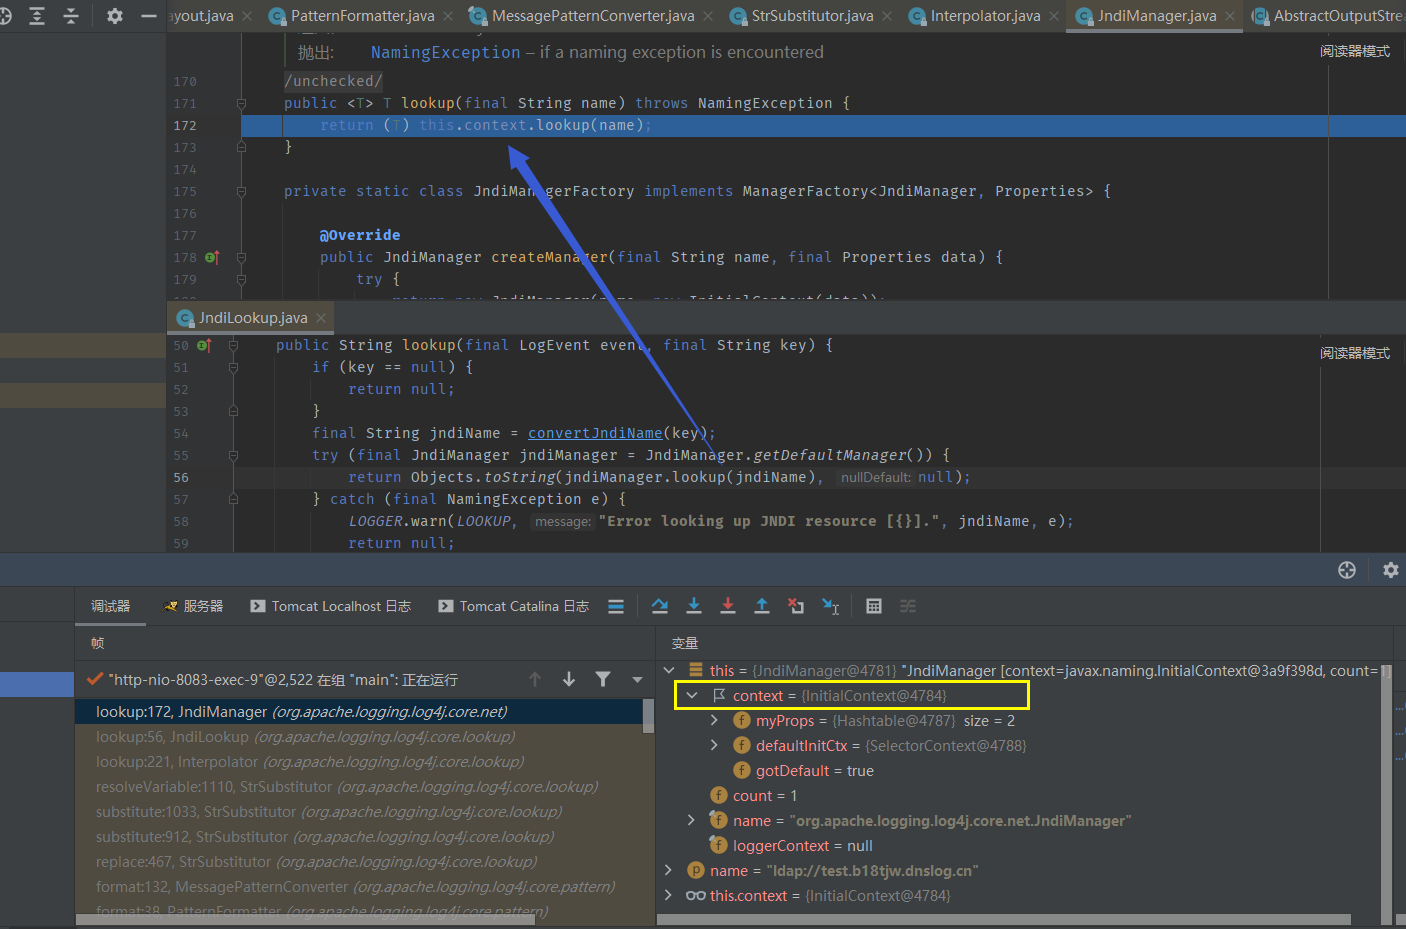 ayout.java
PatternFormatter.java
MessagePatternConverter.java
StrSubstitutor.java
Interpolator.java
JndiManager.java
AbstractOutputStre
抛出: NamingException – if a naming exception is encountered
阅读器模式
170 /unchecked/
171 public <T> T lookup(final String name) throws NamingException {
172 return (T) this.context.lookup(name);
173 }
174
175 private static class JndiManagerFactory implements ManagerFactory<JndiManager, Properties> {
176
177 @Override
178 public JndiManager createManager(final String name, final Properties data) {
179 try {
return new JndiManager(name, new InitialContext(data));
JndiLookup.java
50 public String lookup(final LogEvent event, final String key) {
阅读器模式
51 if (key == null) {
52 return null;
53 }
54 final String jndiName = convertJndiName(key);
55 try (final JndiManager jndiManager = JndiManager.getDefaultManager()) {
56 return Objects.toString(jndiManager.lookup(jndiName), nullDefault: null);
57 } catch (final NamingException e) {
58 LOGGER.warn(LOOKUP, message: "Error looking up JNDI resource [{}].", jndiName, e);
59 return null;
调试器
服务器
Tomcat Localhost 日志
Tomcat Catalina 日志
帧
变量
"http-nio-8083-exec-9"@2,522 在组 "main": 正在运行
lookup:172, JndiManager (org.apache.logging.log4j.core.net)
lookup:56, JndiLookup (org.apache.logging.log4j.core.lookup)
lookup:221, Interpolator (org.apache.logging.log4j.core.lookup)
resolveVariable:1110, StrSubstitutor (org.apache.logging.log4j.core.lookup)
substitute:1033, StrSubstitutor (org.apache.logging.log4j.core.lookup)
substitute:912, StrSubstitutor (org.apache.logging.log4j.core.lookup)
replace:467, StrSubstitutor (org.apache.logging.log4j.core.lookup)
format:132, MessagePatternConverter (org.apache.logging.log4j.core.pattern)
format:38, PatternFormatter (org.apache.logging.log4j.core.pattern)
this = {JndiManager@4781} "JndiManager [context=javax.naming.InitialContext@3a9f398d, count=1]
context = {InitialContext@4784}
myProps = {Hashtable@4787} size = 2
defaultInitCtx = {SelectorContext@4788}
gotDefault = true
count = 1
name = "org.apache.logging.log4j.core.net.JndiManager"
loggerContext = null
name = "ldap://test.b18tjw.dnslog.cn"
this.context = {InitialContext@4784}